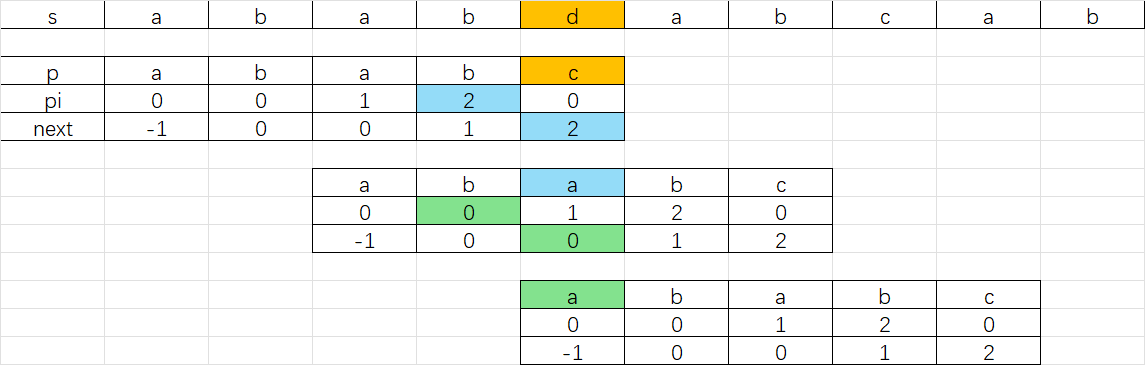 s a b a b d a b c a b
p a b a b c
pi 0 0 1 2 0
next -1 0 0 1 2
a b a b c
0 0 1 2 0
-1 0 0 1 2
a b a b c
0 0 1 2 0
-1 0 0 1 2